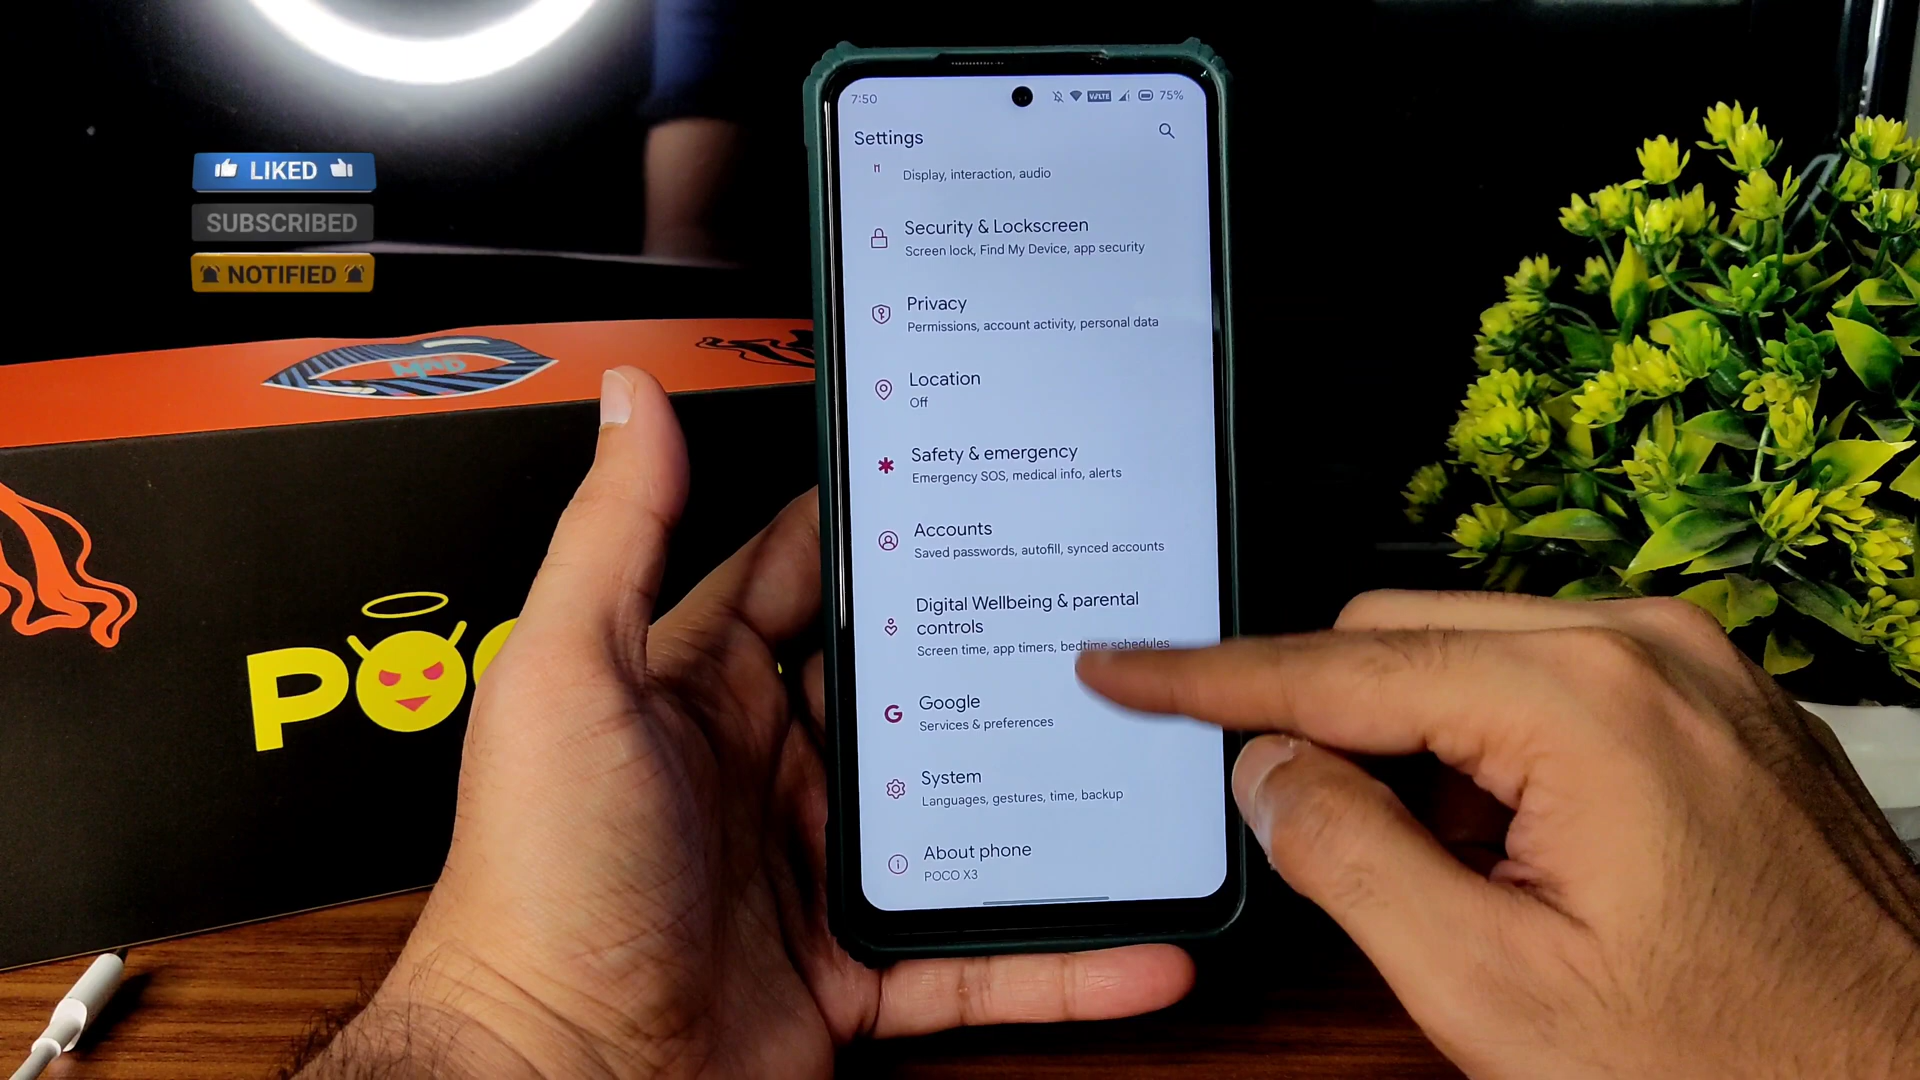 LIKED
SUBSCRIBED
NOTIFIED
7:50
VoLTE
75%
Settings
Display, interaction, audio
Security & Lockscreen
Screen lock, Find My Device, app security
Privacy
Permissions, account activity, personal data
Location
Off
Safety & emergency
Emergency SOS, medical info, alerts
Accounts
Saved passwords, autofill, synced accounts
Digital Wellbeing & parental
controls
Screen time, app timers, bedtime schedules
Google
Services & preferences
System
Languages, gestures, time, backup
About phone
POCO X3